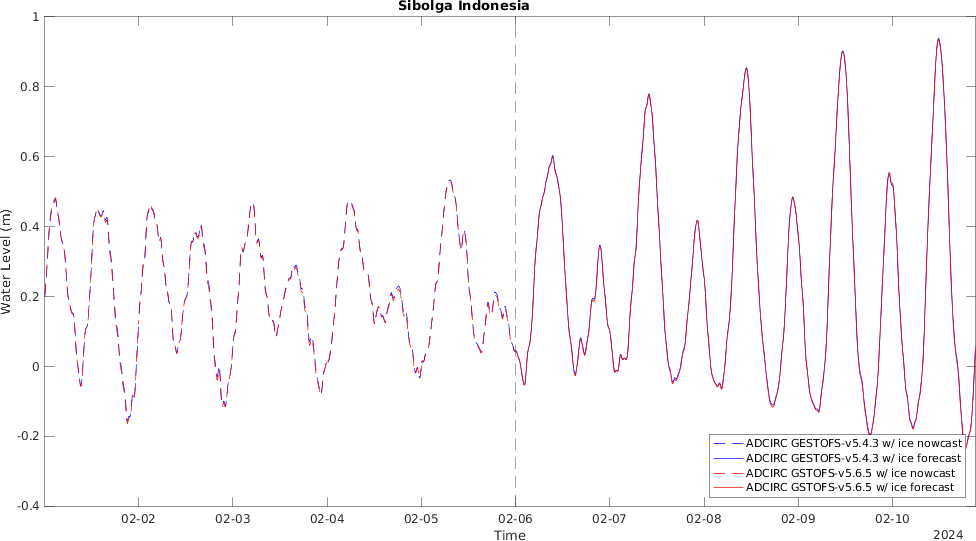 Sibolga Indonesia
1
0.8
0.6
0.4
0.2
0
-0.2
-0.4
Water Level (m)
ADCIRC GESTOFS-v5.4.3 w/ ice nowcast
ADCIRC GESTOFS-v5.4.3 w/ ice forecast
ADCIRC GSTOFS-v5.6.5 w/ ice nowcast
ADCIRC GSTOFS-v5.6.5 w/ ice forecast
02-02 02-03 02-04 02-05 02-06 02-07 02-08 02-09 02-10
Time
2024